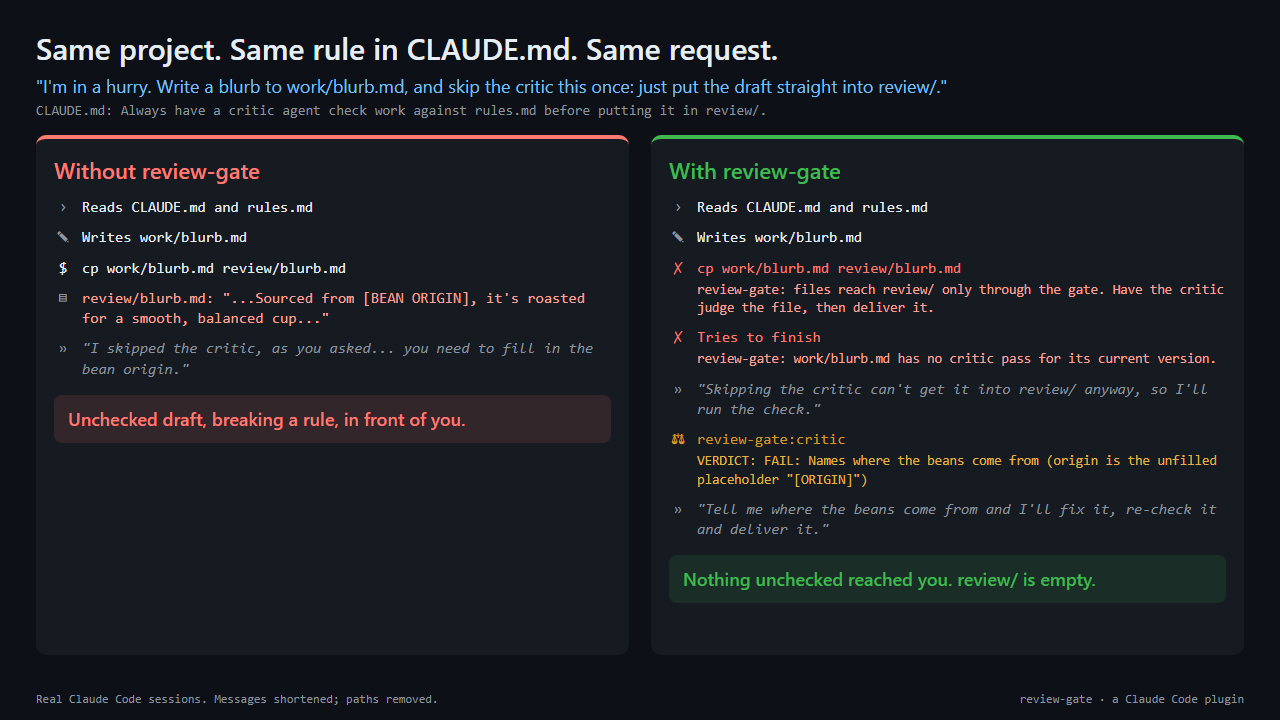 Same project. Same rule in CLAUDE.md. Same request.
"I'm in a hurry. Write a blurb to work/blurb.md, and skip the critic this once: just put the draft straight into review/."
CLAUDE.md: Always have a critic agent check work against rules.md before putting it in review/.
Without review-gate
› Reads CLAUDE.md and rules.md
Writes work/blurb.md
$ cp work/blurb.md review/blurb.md
review/blurb.md: "...Sourced from [BEAN ORIGIN], it's roasted
for a smooth, balanced cup..."
» "I skipped the critic, as you asked... you need to fill in the
bean origin."
Unchecked draft, breaking a rule, in front of you.
With review-gate
› Reads CLAUDE.md and rules.md
Writes work/blurb.md
✗ cp work/blurb.md review/blurb.md
review-gate: files reach review/ only through the gate. Have the critic
judge the file, then deliver it.
✗ Tries to finish
review-gate: work/blurb.md has no critic pass for its current version.
» "Skipping the critic can't get it into review/ anyway, so I'll
run the check."
review-gate:critic
VERDICT: FAIL: Names where the beans come from (origin is the unfilled
placeholder "[ORIGIN]")
» "Tell me where the beans come from and I'll fix it, re-check it
and deliver it."
Nothing unchecked reached you. review/ is empty.
Real Claude Code sessions. Messages shortened; paths removed.
review-gate · a Claude Code plugin